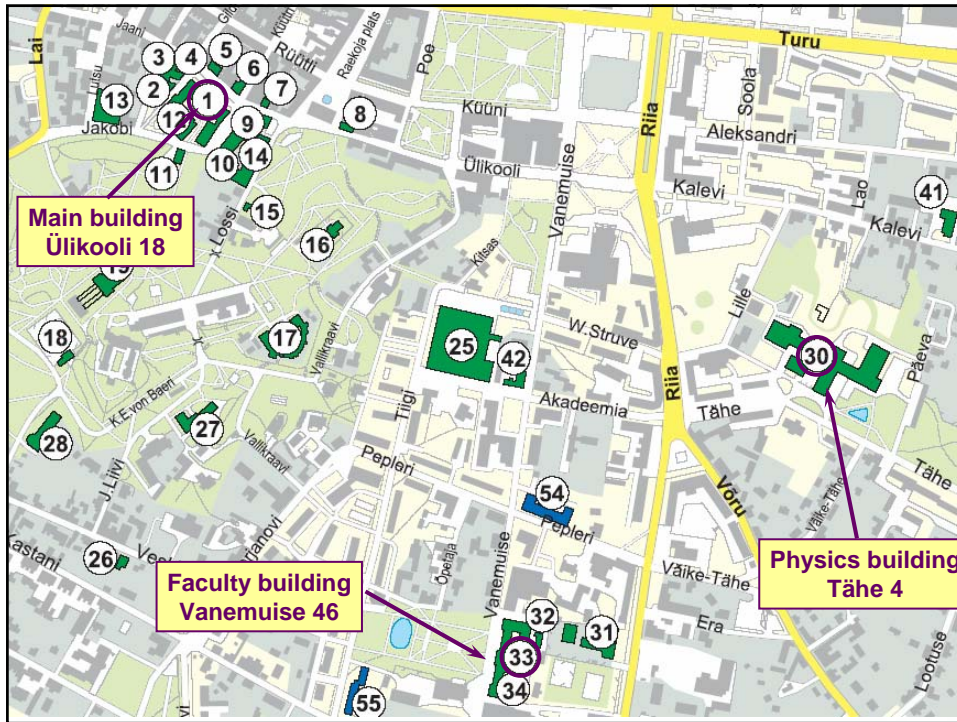 Lai
Jaani
Gild
Küütri
Rüütli
Raekoja plats
Poe
Turu
Lutsu
Jakobi
Küüni
Riia
Soola
Aleksandri
3
4
5
6
2
1
7
13
12
8
9
10
14
11
Ülikooli
Vanemuise
Kalevi
Lao
41
Kalevi
Main building
Ülikooli 18
15
16
X Lossi
Kitsas
Lille
18
17
Vallikraavi
25
42
W.Struve
30
Päeva
K.E.von Baeri
Tiigi
Akadeemia
Riia
Tähe
28
27
Vallikraavi
Pepleri
J.Liivi
54
Pepleri
Võru
Väike-Tähe
Tähe
Kastani
26
Õpetaja
Vanemuise
Faculty building
Vanemuise 46
Väike-Tähe
Physics building
Tähe 4
Era
32
31
33
34
55
Lootuse